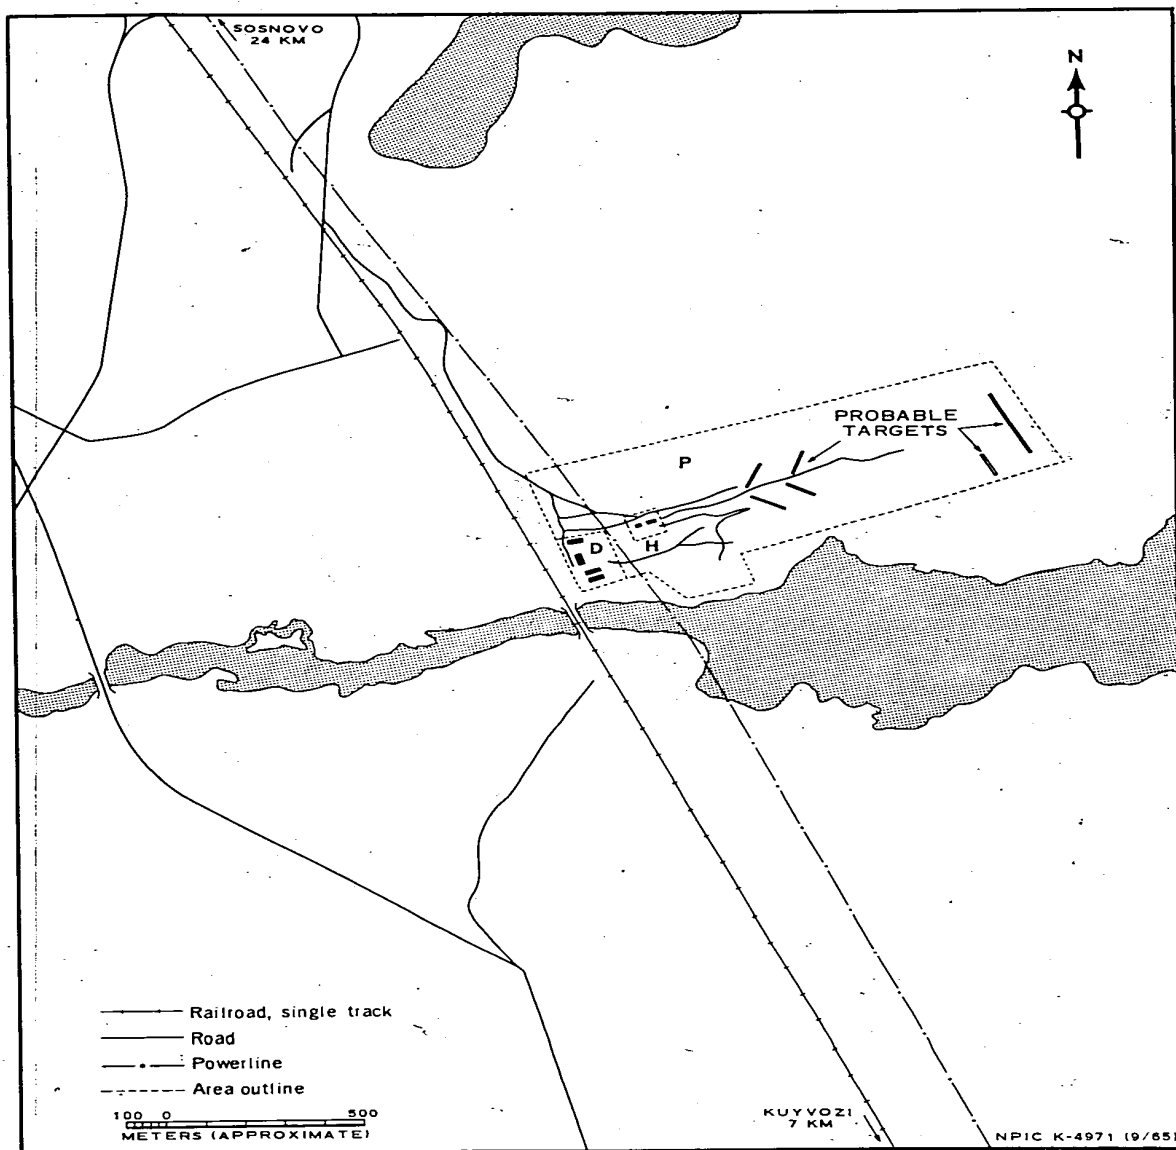 SOSNOVO
24 KM
N
PROBABLE
TARGETS
P
D
H
Railroad, single track
Road
Powerline
Area outline
100 0 500
METERS (APPROXIMATE)
KUYVOZI
7 KM
NPIC K-4971 (9/65)